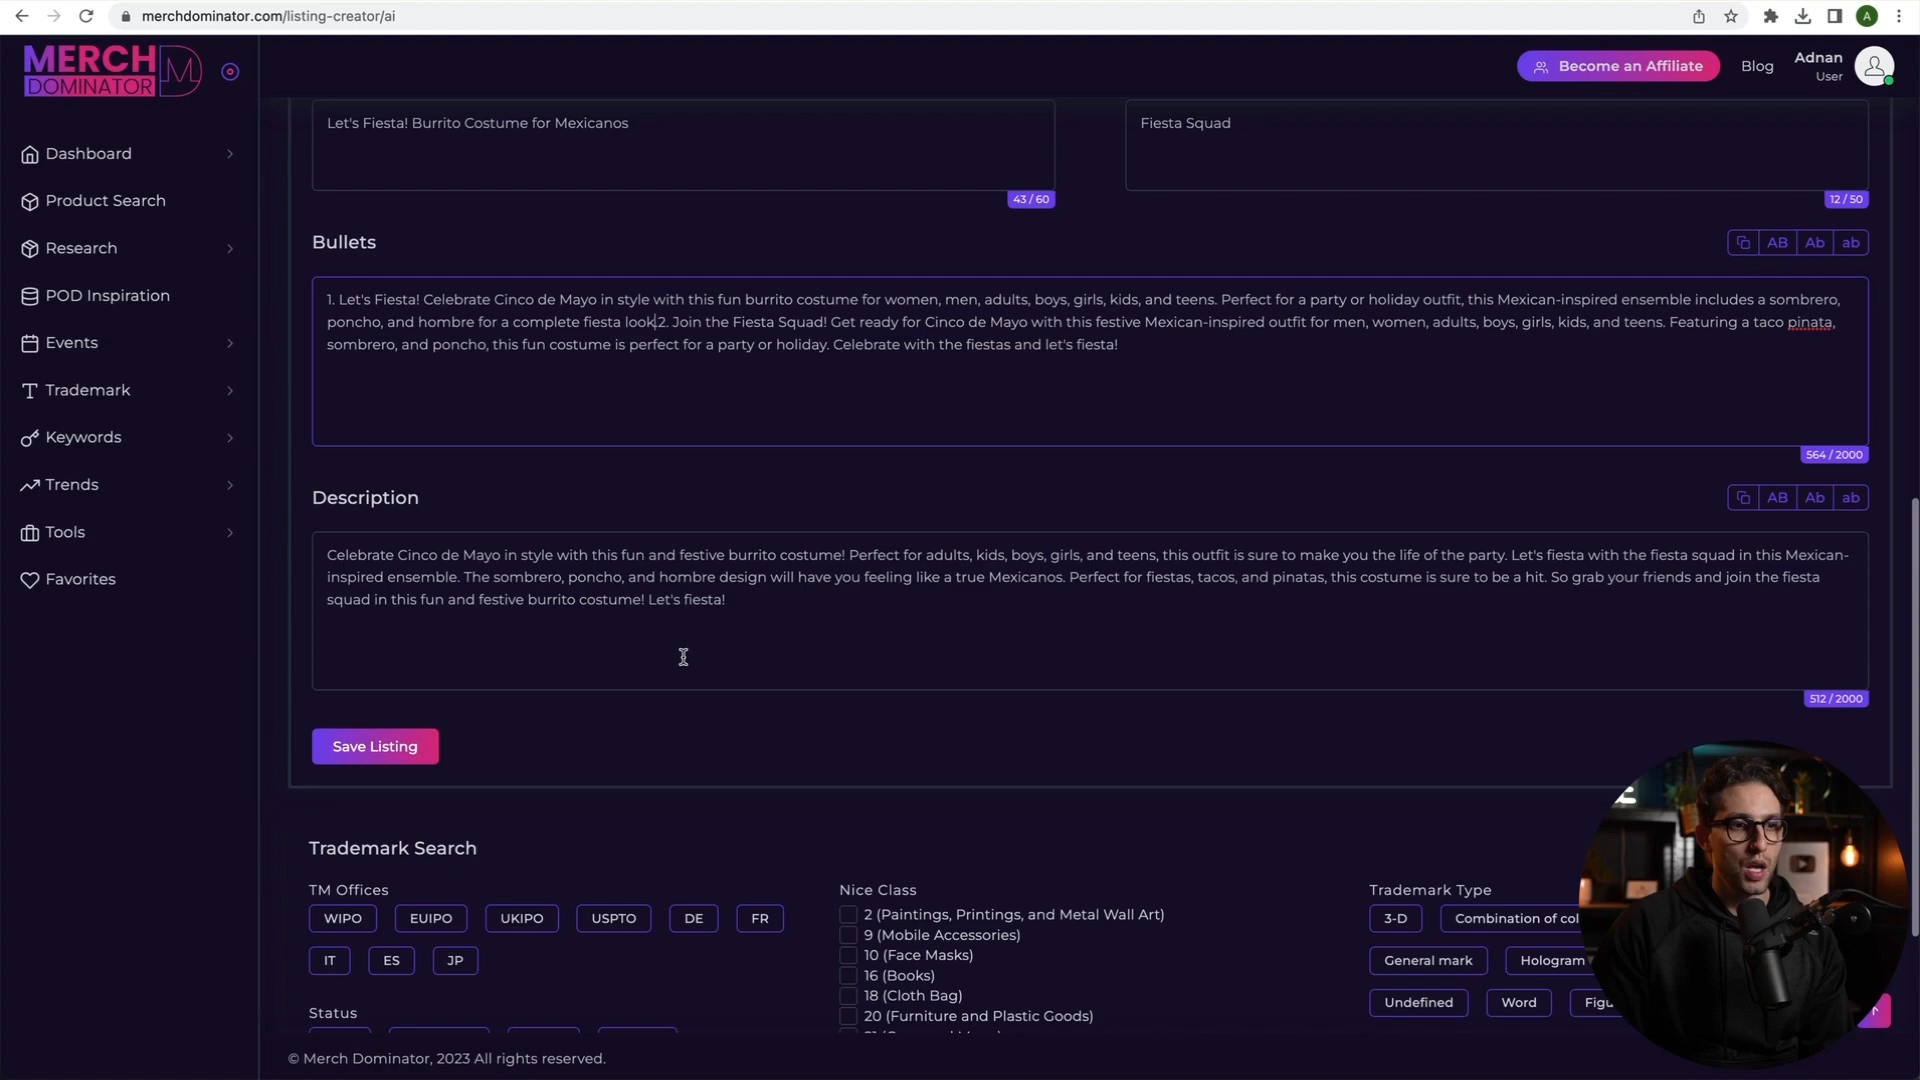 merchdominator.com/listing-creator/ai
A
MERCH
DOMINATOR
Become an Affiliate
Blog
Adnan
User
Dashboard
Product Search
Research
POD Inspiration
Events
Trademark
Keywords
Trends
Tools
Favorites
Let's Fiesta! Burrito Costume for Mexicanos
43 / 60
Fiesta Squad
12 / 50
Bullets
AB Ab ab
1. Let's Fiesta! Celebrate Cinco de Mayo in style with this fun burrito costume for women, men, adults, boys, girls, kids, and teens. Perfect for a party or holiday outfit, this Mexican-inspired ensemble includes a sombrero,
poncho, and hombre for a complete fiesta look2. Join the Fiesta Squad! Get ready for Cinco de Mayo with this festive Mexican-inspired outfit for men, women, adults, boys, girls, kids, and teens. Featuring a taco pinata,
sombrero, and poncho, this fun costume is perfect for a party or holiday. Celebrate with the fiestas and let's fiesta!
564 / 2000
Description
AB Ab ab
Celebrate Cinco de Mayo in style with this fun and festive burrito costume! Perfect for adults, kids, boys, girls, and teens, this outfit is sure to make you the life of the party. Let's fiesta with the fiesta squad in this Mexican-
inspired ensemble. The sombrero, poncho, and hombre design will have you feeling like a true Mexicanos. Perfect for fiestas, tacos, and pinatas, this costume is sure to be a hit. So grab your friends and join the fiesta
squad in this fun and festive burrito costume! Let's fiesta!
512 / 2000
Save Listing
Trademark Search
TM Offices
WIPO EUIPO UKIPO USPTO DE FR
IT ES JP
Status
Nice Class
2 (Paintings, Printings, and Metal Wall Art)
9 (Mobile Accessories)
10 (Face Masks)
16 (Books)
18 (Cloth Bag)
20 (Furniture and Plastic Goods)
Trademark Type
3-D Combination of col
General mark Hologram
Undefined Word Figu
© Merch Dominator, 2023 All rights reserved.